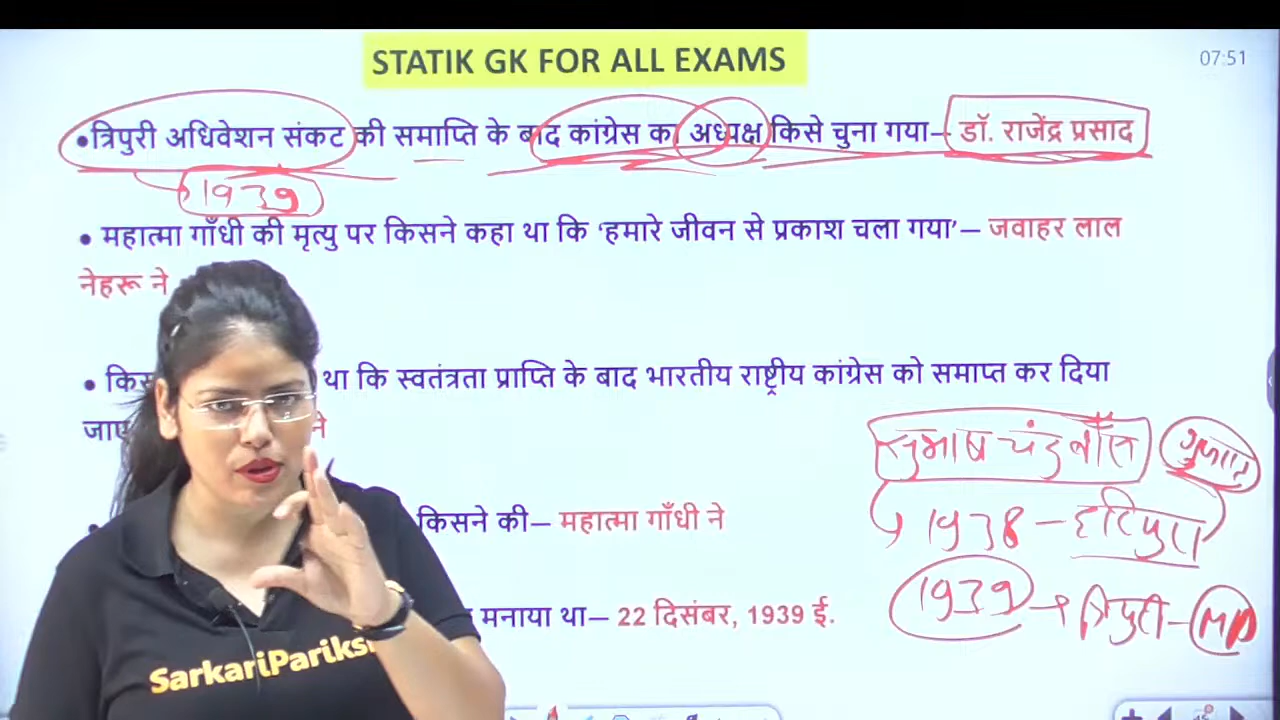 STATIK GK FOR ALL EXAMS
07:51
•त्रिपुरी अधिवेशन संकट की समाप्ति के बाद कांग्रेस का अध्यक्ष किसे चुना गया– डॉ. राजेंद्र प्रसाद
1939
• महात्मा गाँधी की मृत्यु पर किसने कहा था कि 'हमारे जीवन से प्रकाश चला गया'– जवाहर लाल
नेहरू ने
• था कि स्वतंत्रता प्राप्ति के बाद भारतीय राष्ट्रीय कांग्रेस को समाप्त कर दिया
जाए ने
सुभाष चंद्र बोस गुजरात
किसने की– महात्मा गाँधी ने
1938 – हरिपुरा
मनाया था– 22 दिसंबर, 1939 ई.
1939 → त्रिपुरी – MP
SarkariPariks